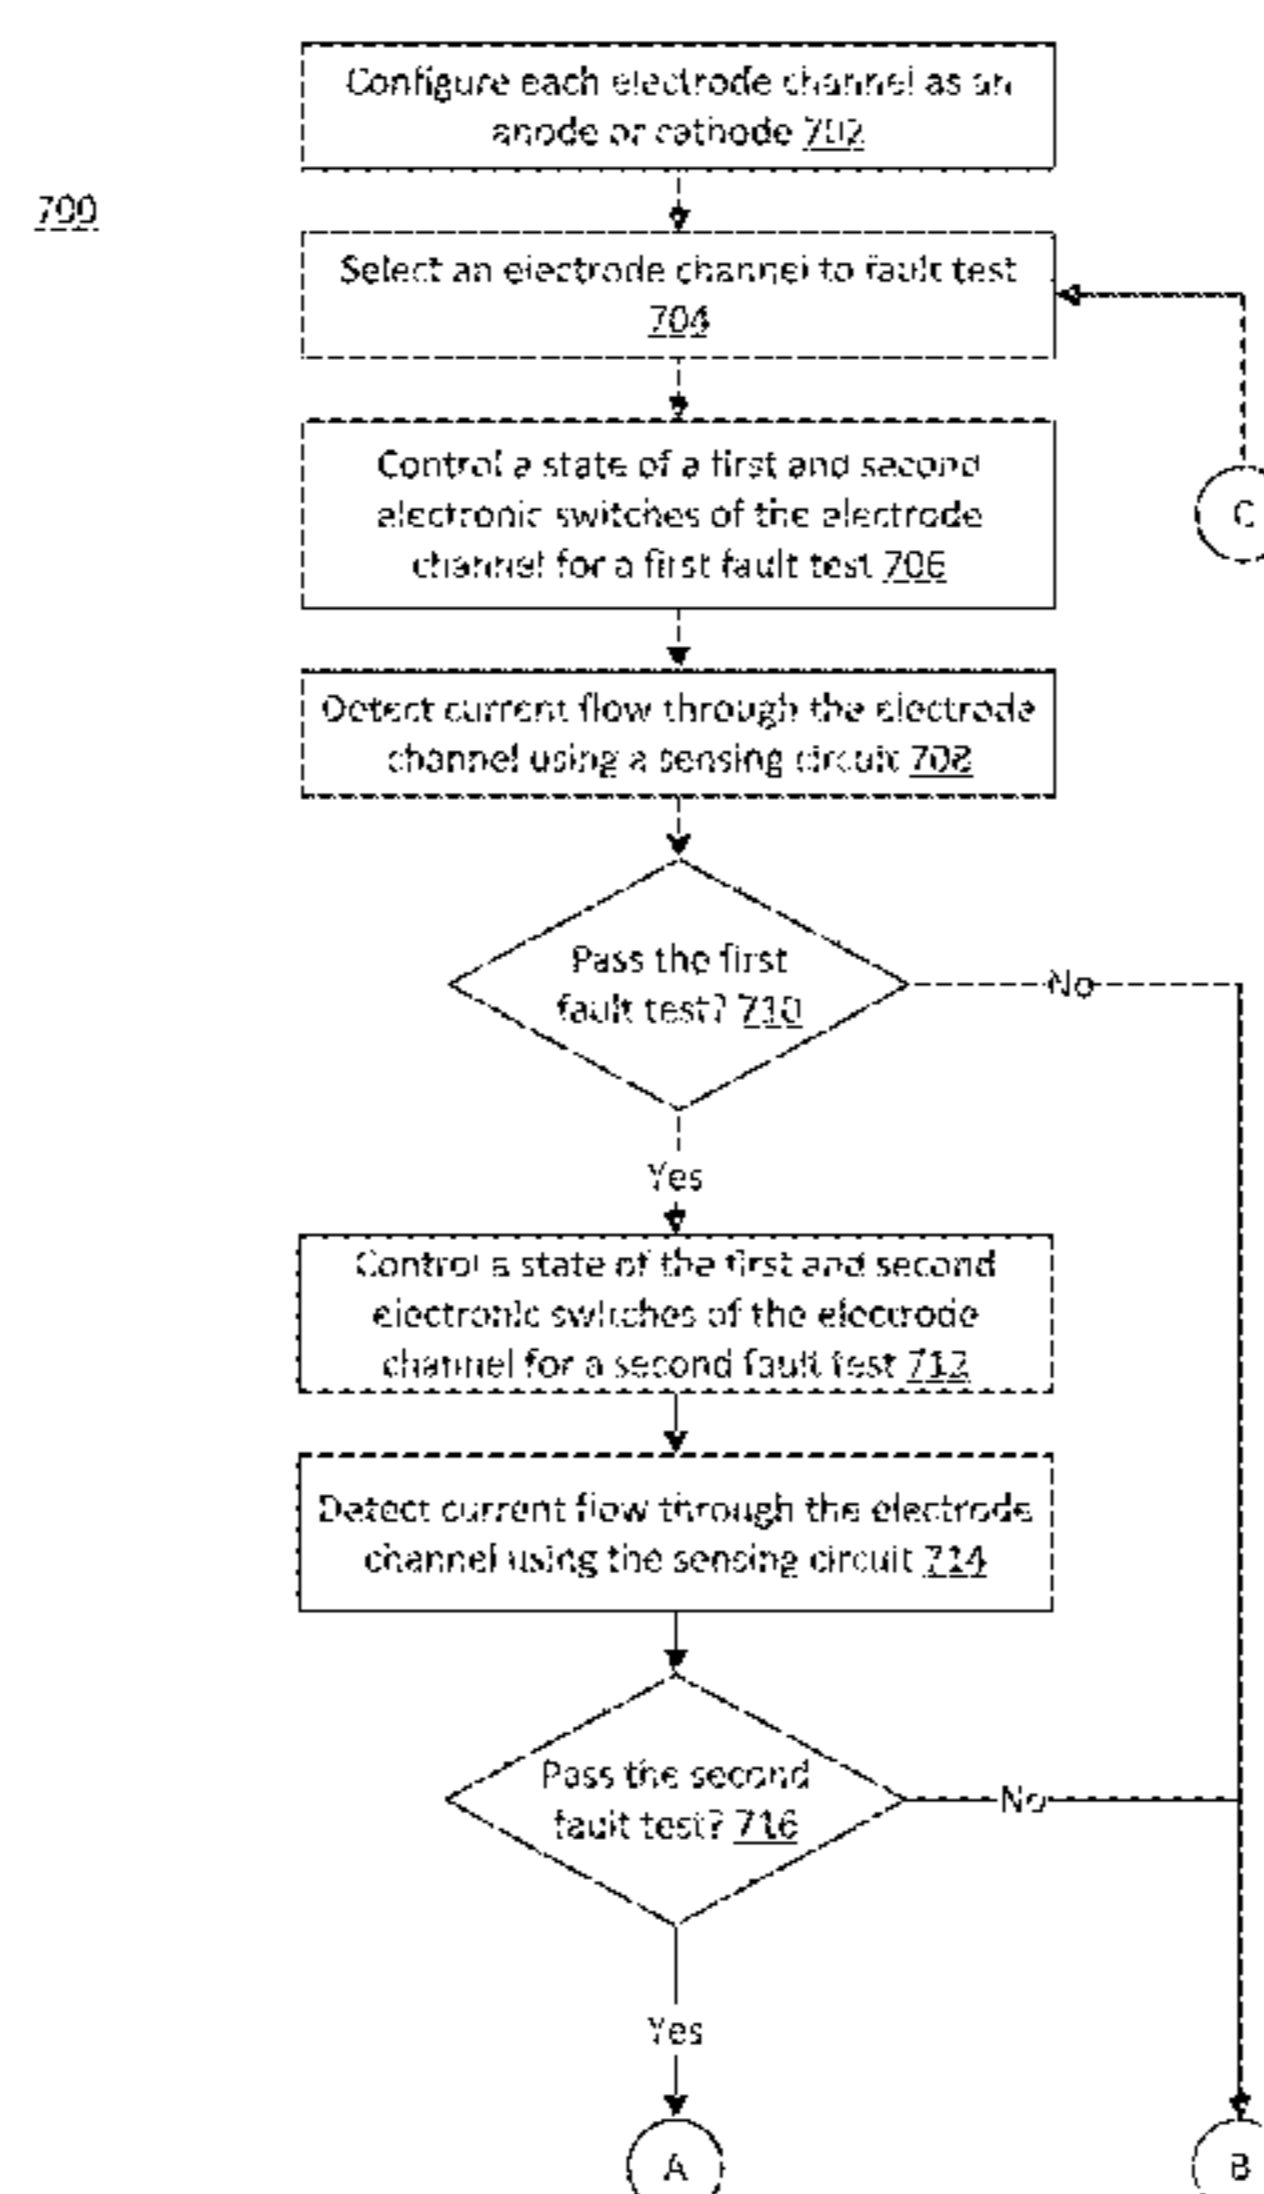 Configure each electrode channel as an
anode or cathode 702
700
Select an electrode channel to fault test
704
Control a state of a first and second
electronic switches of the electrode
channel for a first fault test 706
C
Detect current flow through the electrode
channel using a sensing circuit 708
Pass the first
fault test? 710
No
Yes
Control a state of the first and second
electronic switches of the electrode
channel for a second fault test 712
Detect current flow through the electrode
channel using the sensing circuit 714
Pass the second
fault test? 716
No
Yes
A
B